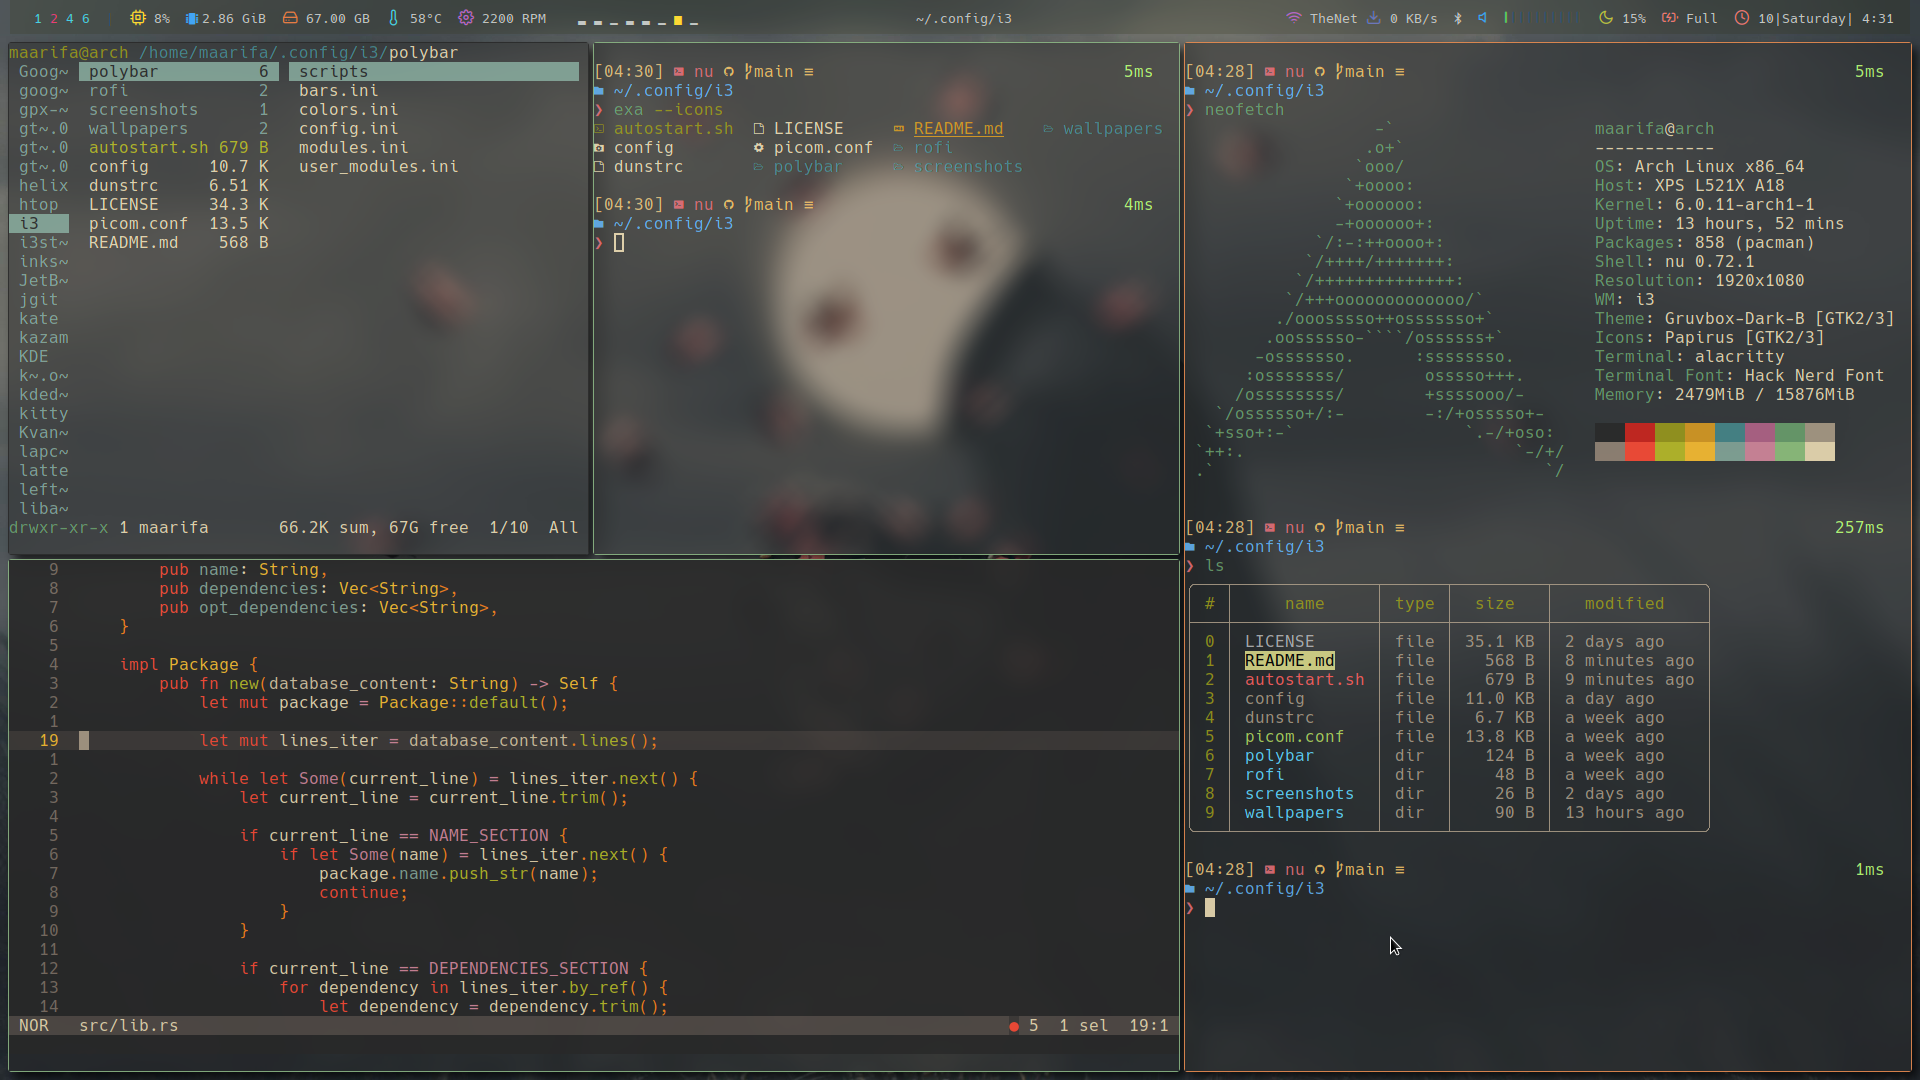 1 2 4 6 8% 2.86 GiB 67.00 GB 58°C 2200 RPM ~/.config/i3 TheNet 0 KB/s 15% Full 10|Saturday| 4:31
maarifa@arch /home/maarifa/.config/i3/polybar
Goog~ polybar 6 scripts
goog~ rofi 2 bars.ini
gpx-~ screenshots 1 colors.ini
gt~.0 wallpapers 2 config.ini
gt~.0 autostart.sh 679 B modules.ini
gt~.0 config 10.7 K user_modules.ini
helix dunstrc 6.51 K
htop LICENSE 34.3 K
i3 picom.conf 13.5 K
i3st~ README.md 568 B
inks~
JetB~
jgit
kate
kazam
KDE
k~.o~
kded~
kitty
Kvan~
lapc~
latte
left~
liba~
drwxr-xr-x 1 maarifa 66.2K sum, 67G free 1/10 All
[04:30] nu main ≡ 5ms
~/.config/i3
❯ exa --icons
autostart.sh LICENSE README.md wallpapers
config picom.conf rofi
dunstrc polybar screenshots
[04:30] nu main ≡ 4ms
~/.config/i3
❯
9 pub name: String,
8 pub dependencies: Vec<String>,
7 pub opt_dependencies: Vec<String>,
6 }
5
4 impl Package {
3 pub fn new(database_content: String) -> Self {
2 let mut package = Package::default();
1
19 let mut lines_iter = database_content.lines();
1
2 while let Some(current_line) = lines_iter.next() {
3 let current_line = current_line.trim();
4
5 if current_line == NAME_SECTION {
6 if let Some(name) = lines_iter.next() {
7 package.name.push_str(name);
8 continue;
9 }
10 }
11
12 if current_line == DEPENDENCIES_SECTION {
13 for dependency in lines_iter.by_ref() {
14 let dependency = dependency.trim();
NOR src/lib.rs ● 5 1 sel 19:1
[04:28] nu main ≡ 5ms
~/.config/i3
❯ neofetch
-`
.o+`
`ooo/
`+oooo:
`+oooooo:
-+oooooo+:
`/:-:++oooo+:
`/++++/+++++++:
`/++++++++++++++:
`/+++ooooooooooooo/`
./ooosssso++osssssso+`
.oossssso-````/ossssss+`
-osssssso. :ssssssso.
:osssssss/ osssso+++.
/ossssssss/ +ssssooo/-
`/ossssso+/:- -:/+osssso+-
`+sso+:-` `.-/+oso:
`++:. `-/+/
.` `/
maarifa@arch
------------
OS: Arch Linux x86_64
Host: XPS L521X A18
Kernel: 6.0.11-arch1-1
Uptime: 13 hours, 52 mins
Packages: 858 (pacman)
Shell: nu 0.72.1
Resolution: 1920x1080
WM: i3
Theme: Gruvbox-Dark-B [GTK2/3]
Icons: Papirus [GTK2/3]
Terminal: alacritty
Terminal Font: Hack Nerd Font
Memory: 2479MiB / 15876MiB
[04:28] nu main ≡ 257ms
~/.config/i3
❯ ls
# name type size modified
0 LICENSE file 35.1 KB 2 days ago
1 README.md file 568 B 8 minutes ago
2 autostart.sh file 679 B 9 minutes ago
3 config file 11.0 KB a day ago
4 dunstrc file 6.7 KB a week ago
5 picom.conf file 13.8 KB a week ago
6 polybar dir 124 B a week ago
7 rofi dir 48 B a week ago
8 screenshots dir 26 B 2 days ago
9 wallpapers dir 90 B 13 hours ago
[04:28] nu main ≡ 1ms
~/.config/i3
❯